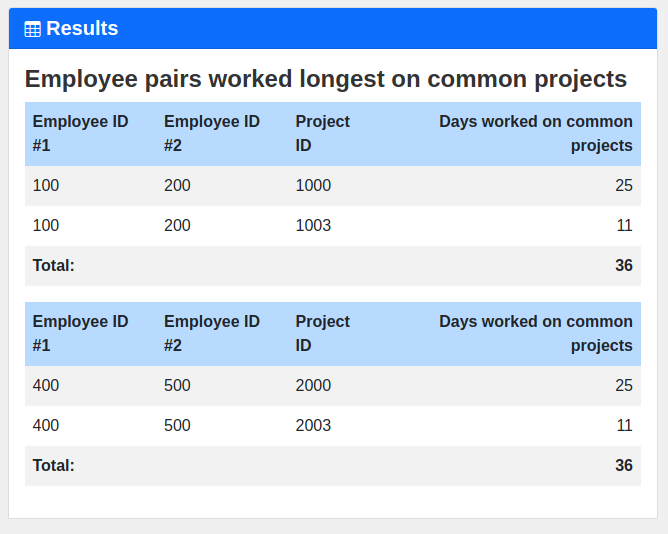 Results
Employee pairs worked longest on common projects
Employee ID #1 Employee ID #2 Project ID Days worked on common projects
100 200 1000 25
100 200 1003 11
Total: 36
Employee ID #1 Employee ID #2 Project ID Days worked on common projects
400 500 2000 25
400 500 2003 11
Total: 36